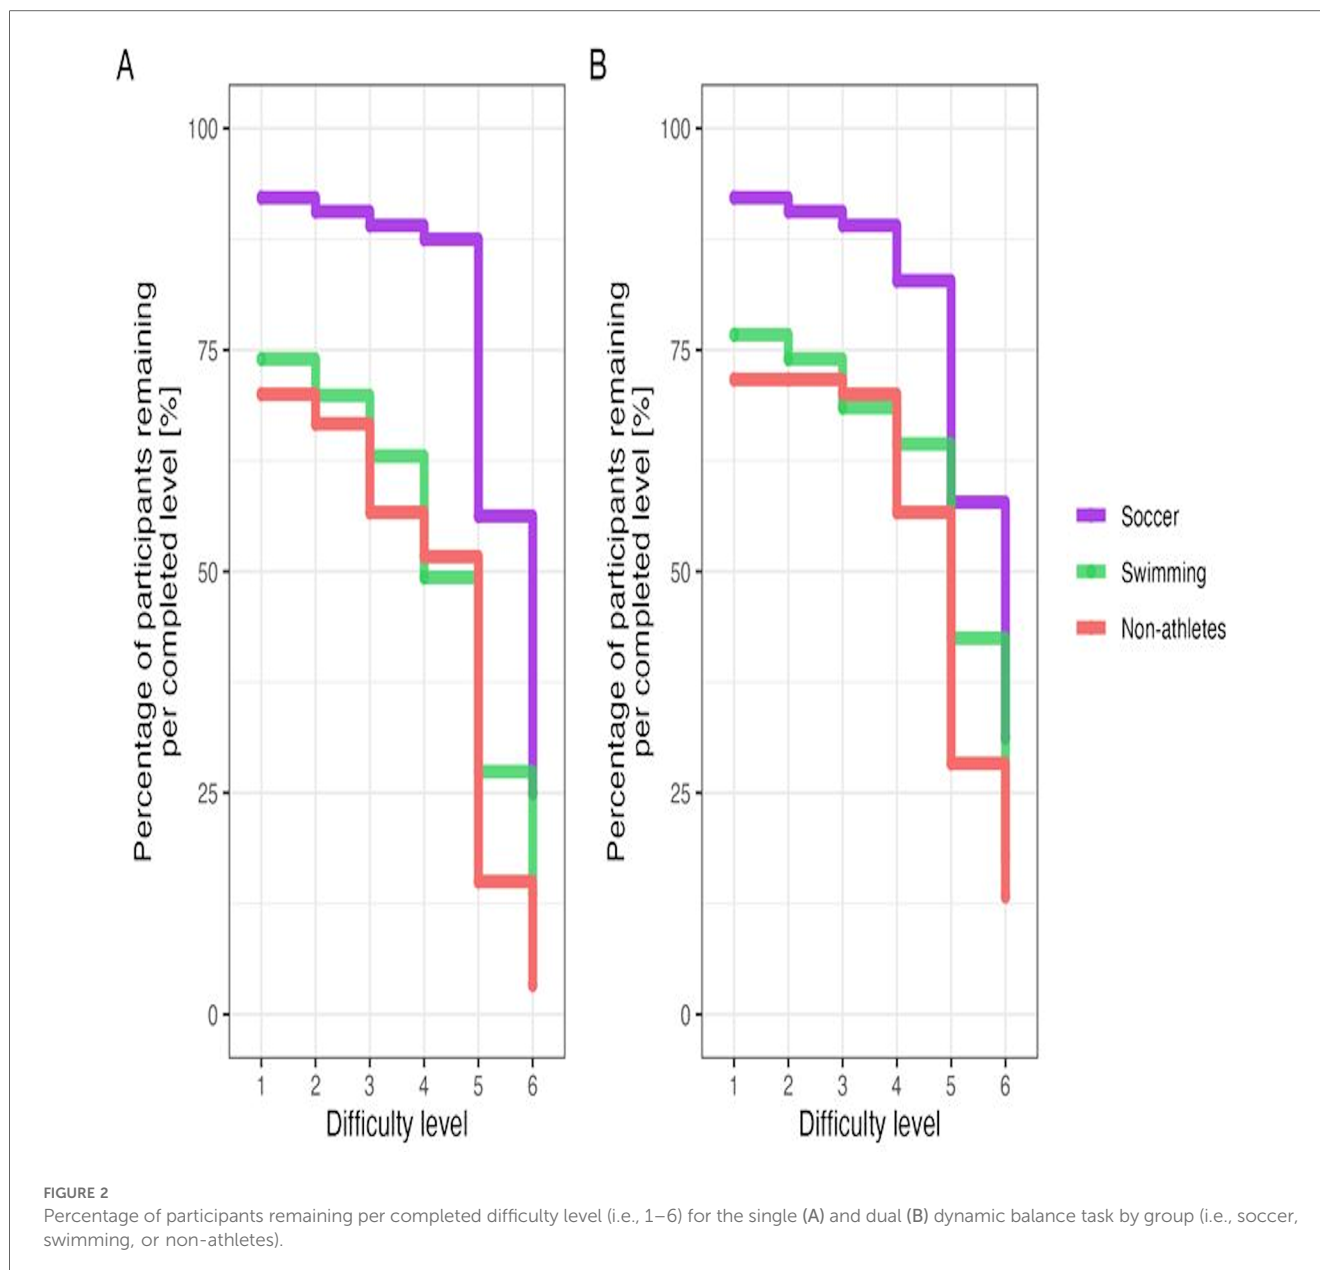 A
B
Percentage of participants remaining
per completed level [%]
100
75
50
25
0
1 2 3 4 5 6
Difficulty level
Percentage of participants remaining
per completed level [%]
100
75
50
25
0
1 2 3 4 5 6
Difficulty level
Soccer
Swimming
Non-athletes
FIGURE 2
Percentage of participants remaining per completed difficulty level (i.e., 1–6) for the single (A) and dual (B) dynamic balance task by group (i.e., soccer,
swimming, or non-athletes).